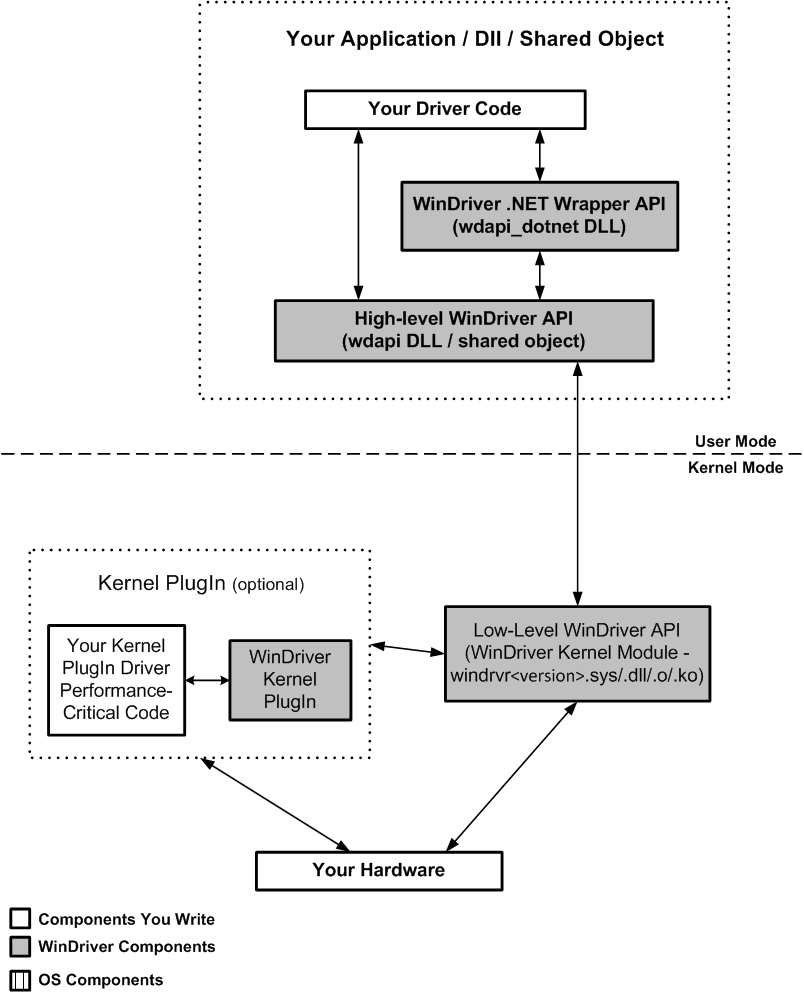 Your Application / Dll / Shared Object
Your Driver Code
WinDriver .NET Wrapper API
(wdapi_dotnet DLL)
High-level WinDriver API
(wdapi DLL / shared object)
User Mode
Kernel Mode
Kernel PlugIn (optional)
Your Kernel
PlugIn Driver
Performance-
Critical Code
WinDriver
Kernel
PlugIn
Low-Level WinDriver API
(WinDriver Kernel Module -
windrvr<version>.sys/.dll/.o/.ko)
Your Hardware
Components You Write
WinDriver Components
OS Components